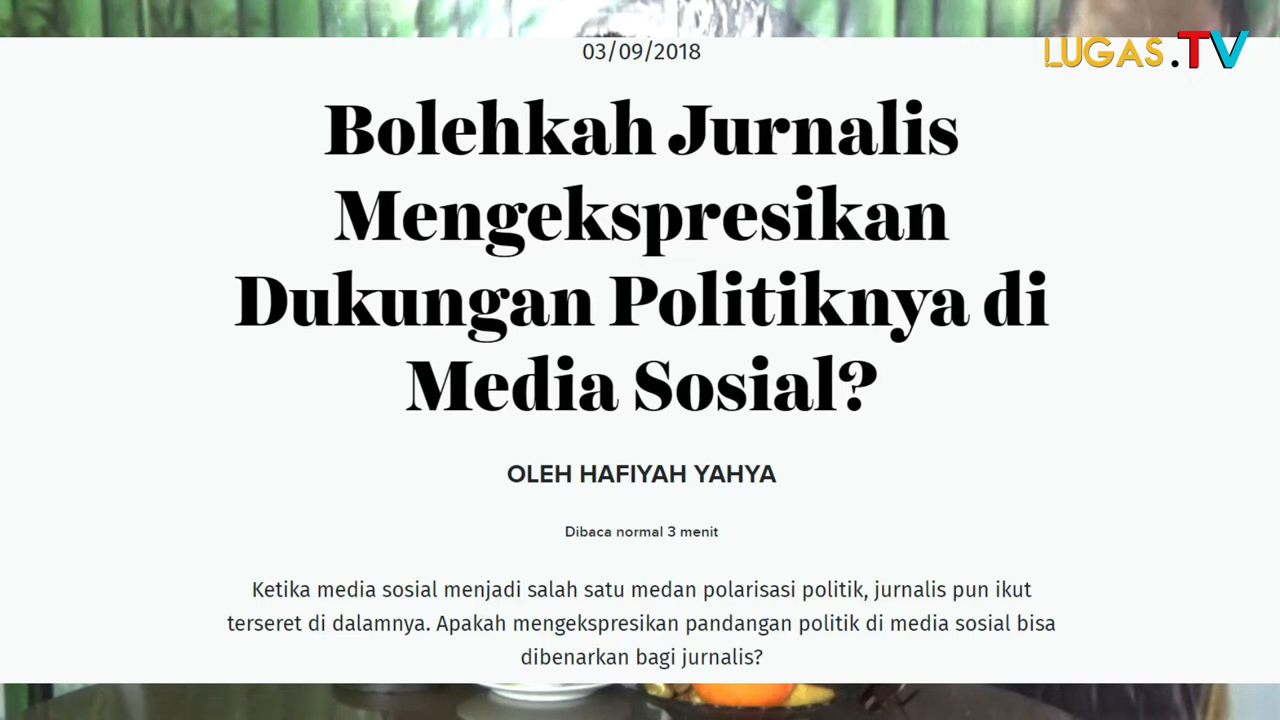 LUGAS.TV
03/09/2018
Bolehkah Jurnalis
Mengekspresikan
Dukungan Politiknya di
Media Sosial?
OLEH HAFIYAH YAHYA
Dibaca normal 3 menit
Ketika media sosial menjadi salah satu medan polarisasi politik, jurnalis pun ikut
terseret di dalamnya. Apakah mengekspresikan pandangan politik di media sosial bisa
dibenarkan bagi jurnalis?